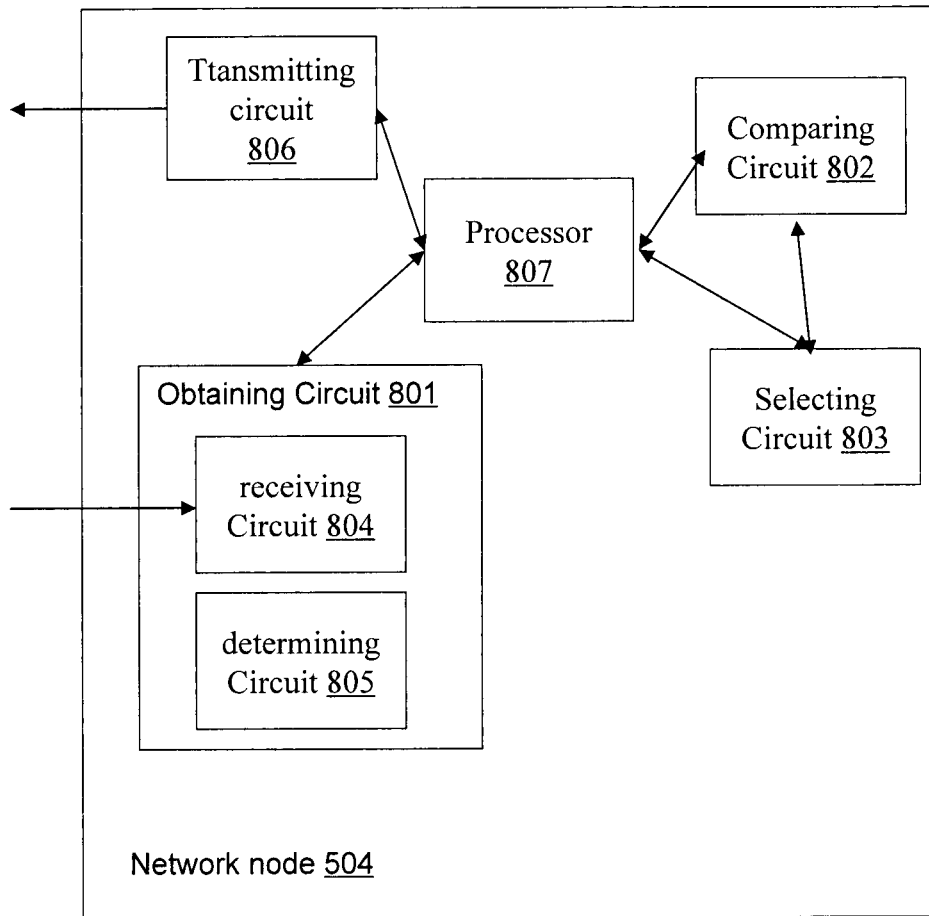 Ttansmitting
circuit
806
Comparing
Circuit 802
Processor
807
Obtaining Circuit 801
Selecting
Circuit 803
receiving
Circuit 804
determining
Circuit 805
Network node 504